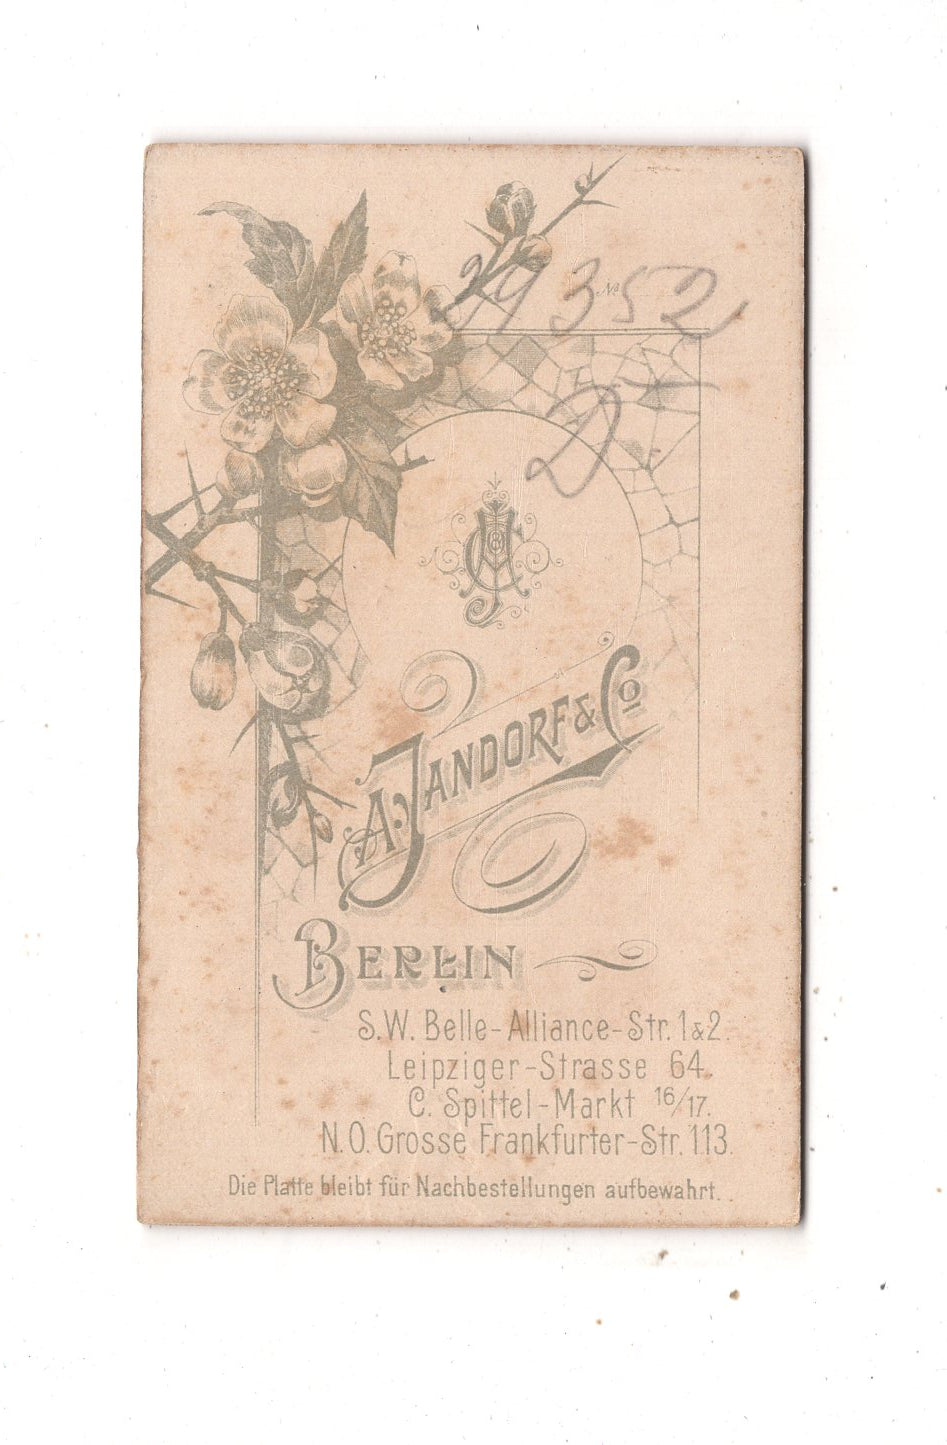 No
29352
D
A. JANDORF & Co
BERLIN
S.W. Belle-Alliance-Str. 1 & 2.
Leipziger-Strasse 64.
C. Spittel-Markt 16/17.
N.O. Grosse Frankfurter-Str. 113.
Die Platte bleibt für Nachbestellungen aufbewahrt.